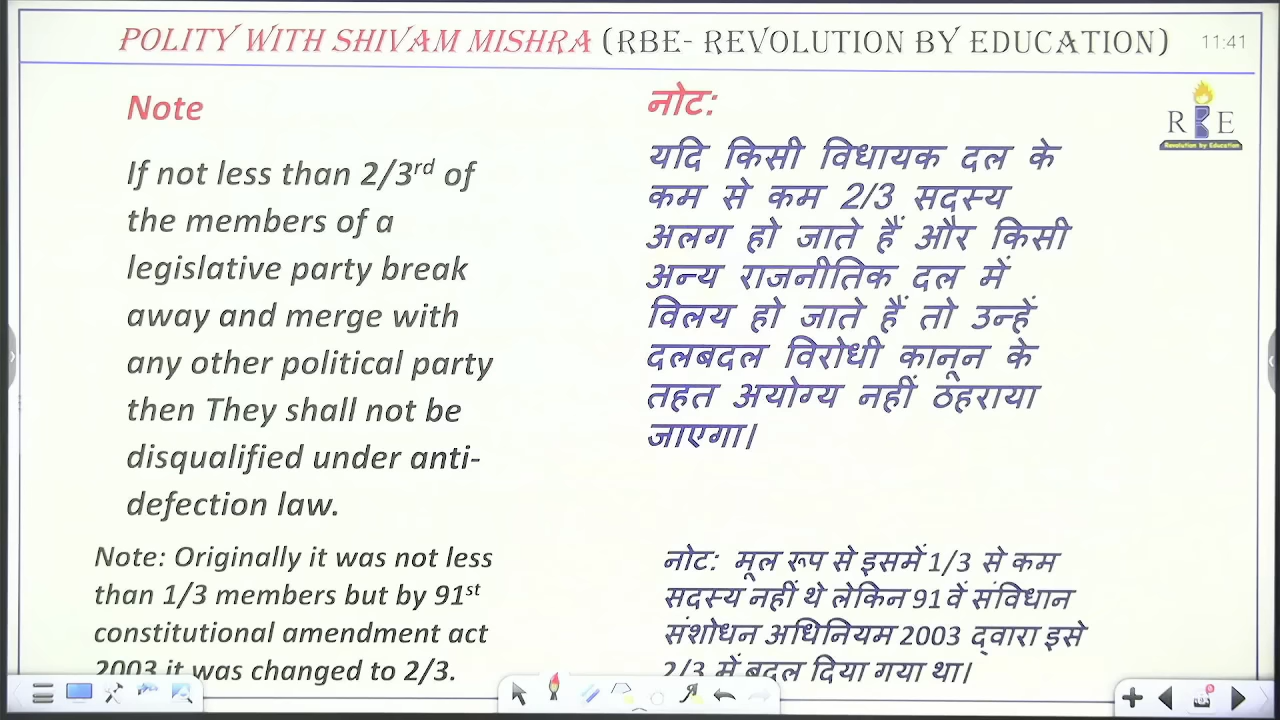 POLITY WITH SHIVAM MISHRA (RBE- REVOLUTION BY EDUCATION)
11:41
R E
Revolution by Education
Note
If not less than 2/3rd of
the members of a
legislative party break
away and merge with
any other political party
then They shall not be
disqualified under anti-
defection law.
Note: Originally it was not less
than 1/3 members but by 91st
constitutional amendment act
2003 it was changed to 2/3.
नोट:
यदि किसी विधायक दल के
कम से कम 2/3 सदस्य
अलग हो जाते हैं और किसी
अन्य राजनीतिक दल में
विलय हो जाते हैं तो उन्हें
दलबदल विरोधी कानून के
तहत अयोग्य नहीं ठहराया
जाएगा।
नोट: मूल रूप से इसमें 1/3 से कम
सदस्य नहीं थे लेकिन 91 वें संविधान
संशोधन अधिनियम 2003 द्वारा इसे
2/3 में बदल दिया गया था।